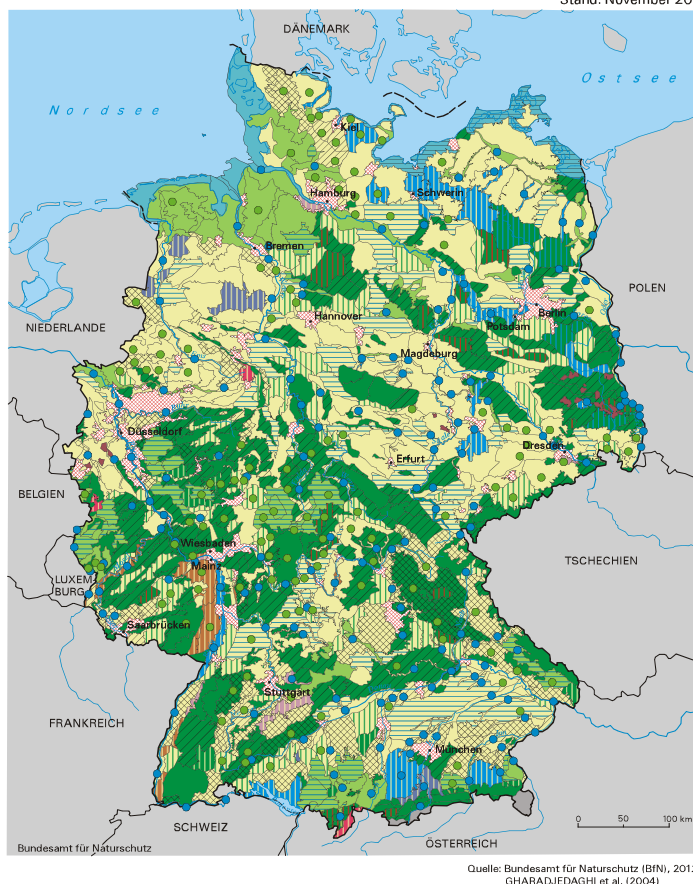 Stand: November 20
DÄNEMARK
Nordsee
Ostsee
Kiel
Hamburg
Schwerin
Bremen
POLEN
Berlin
Hannover
Potsdam
NIEDERLANDE
Magdeburg
Düsseldorf
Dresden
Erfurt
BELGIEN
Wiesbaden
TSCHECHIEN
Mainz
LUXEM-
BURG
Saarbrücken
Stuttgart
FRANKREICH
München
SCHWEIZ
0 50 100 km
ÖSTERREICH
Bundesamt für Naturschutz
Quelle: Bundesamt für Naturschutz (BfN), 201
GHARADJEDAGHI et al. (2004)